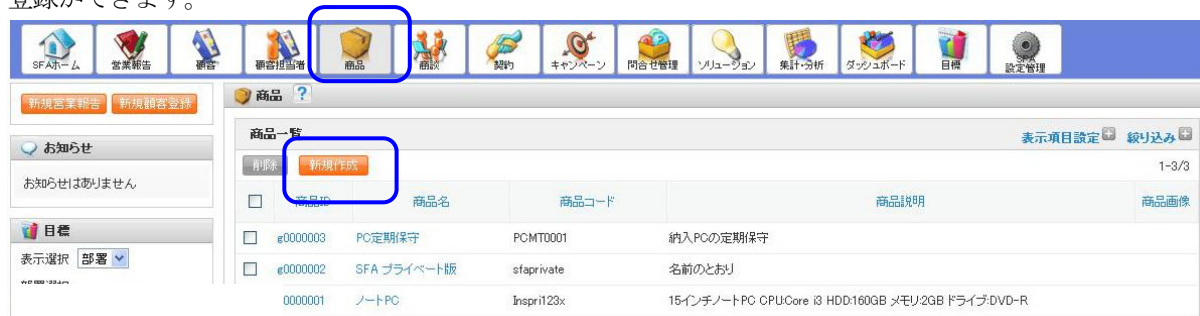 登録ができます。
SFAホーム 営業報告 顧客 顧客担当者 商品 商談 契約 キャンペーン 問合せ管理 ソリューション 集計・分析 ダッシュボード 目標 SFA設定管理
新規営業報告 新規顧客登録
商品 ?
商品一覧 表示項目設定 絞り込み
お知らせ
削除 新規作成 1-3/3
お知らせはありません
商品ID 商品名 商品コード 商品説明 商品画像
目標
g0000003 PC定期保守 PCMT0001 納入PCの定期保守
表示選択 部署
g0000002 SFA プライベート版 sfaprivate 名前のとおり
0000001 ノートPC Inspri123x 15インチノートPC CPU:Core i3 HDD:160GB メモリ:2GB ドライブ:DVD-R